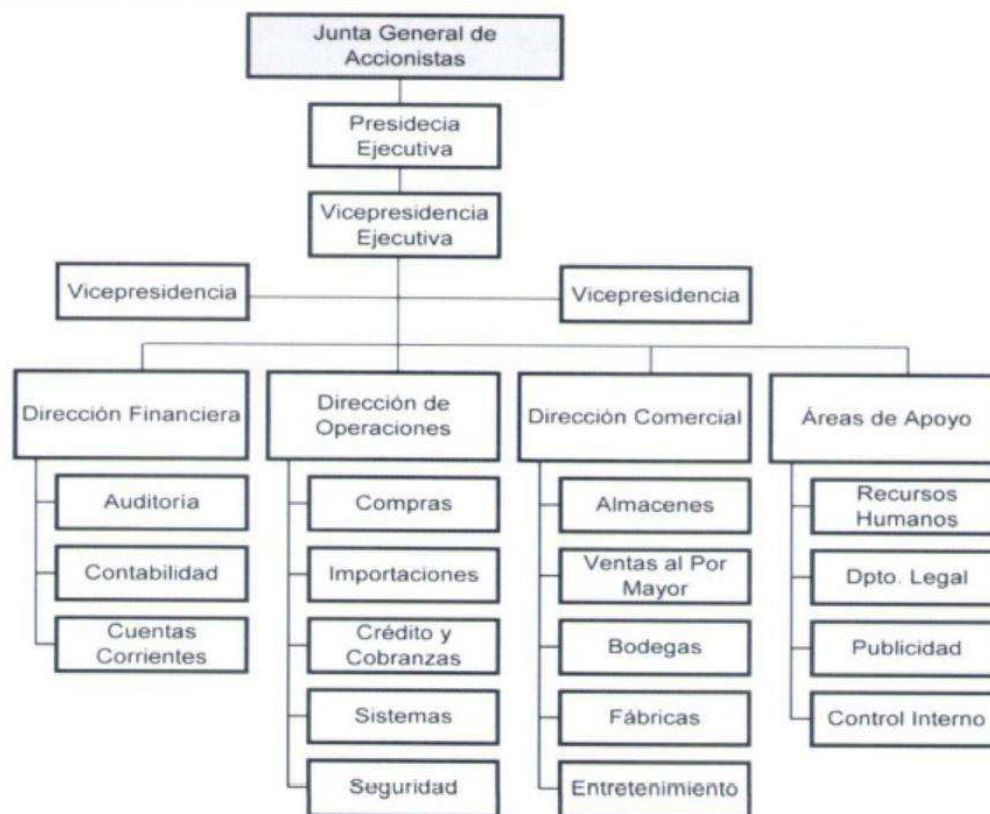 Junta General de
Accionistas
Presidecia
Ejecutiva
Vicepresidencia
Ejecutiva
Vicepresidencia
Vicepresidencia
Dirección Financiera
Auditoría
Contabilidad
Cuentas
Corrientes
Dirección de
Operaciones
Compras
Importaciones
Crédito y
Cobranzas
Sistemas
Seguridad
Dirección Comercial
Almacenes
Ventas al Por
Mayor
Bodegas
Fábricas
Entretenimiento
Áreas de Apoyo
Recursos
Humanos
Dpto. Legal
Publicidad
Control Interno